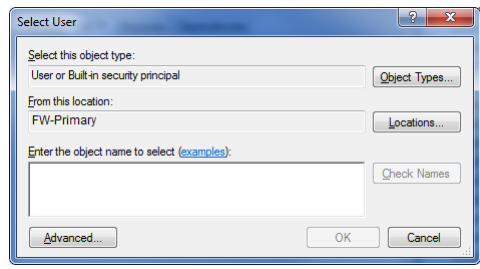 Select User
Select this object type:
User or Built-in security principal
Object Types...
From this location:
FW-Primary
Locations...
Enter the object name to select (examples):
Check Names
Advanced...
OK
Cancel